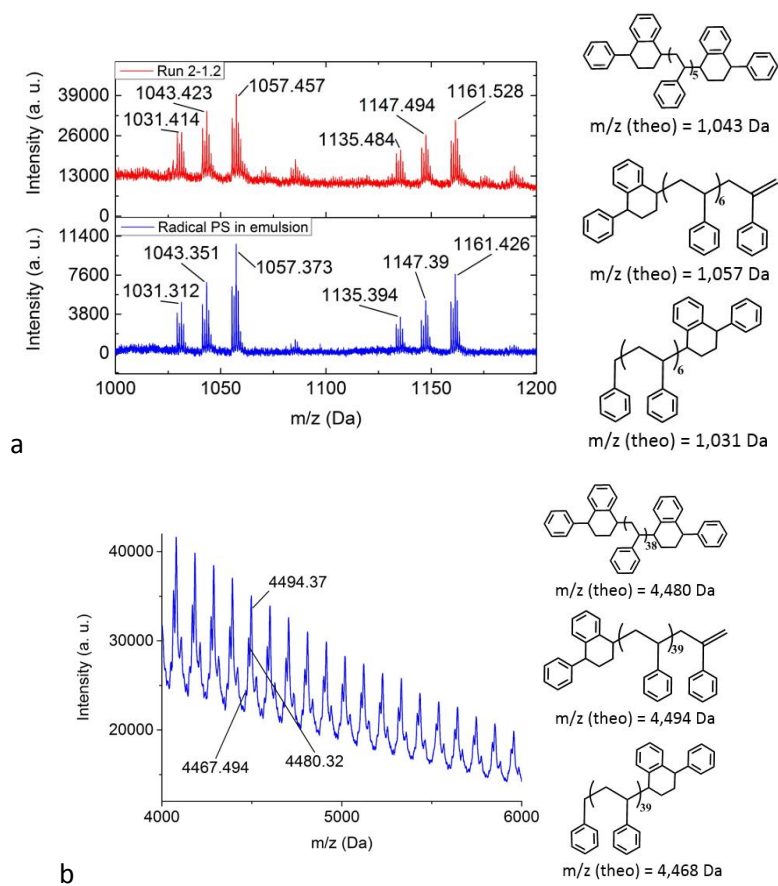 Run 2-1.2
1057.457
1043.423
1031.414
1161.528
1147.494
1135.484
39000
26000
13000
0
Intensity (a. u.)
Radical PS in emulsion
1043.351
1031.312
1057.373
1161.426
1147.39
1135.394
11400
7600
3800
0
Intensity (a. u.)
1000 1050 1100 1150 1200
m/z (Da)
a
5
m/z (theo) = 1,043 Da
6
m/z (theo) = 1,057 Da
6
m/z (theo) = 1,031 Da
40000
30000
20000
Intensity (a. u.)
4494.37
4467.494
4480.32
4000 5000 6000
m/z (Da)
b
38
m/z (theo) = 4,480 Da
39
m/z (theo) = 4,494 Da
39
m/z (theo) = 4,468 Da